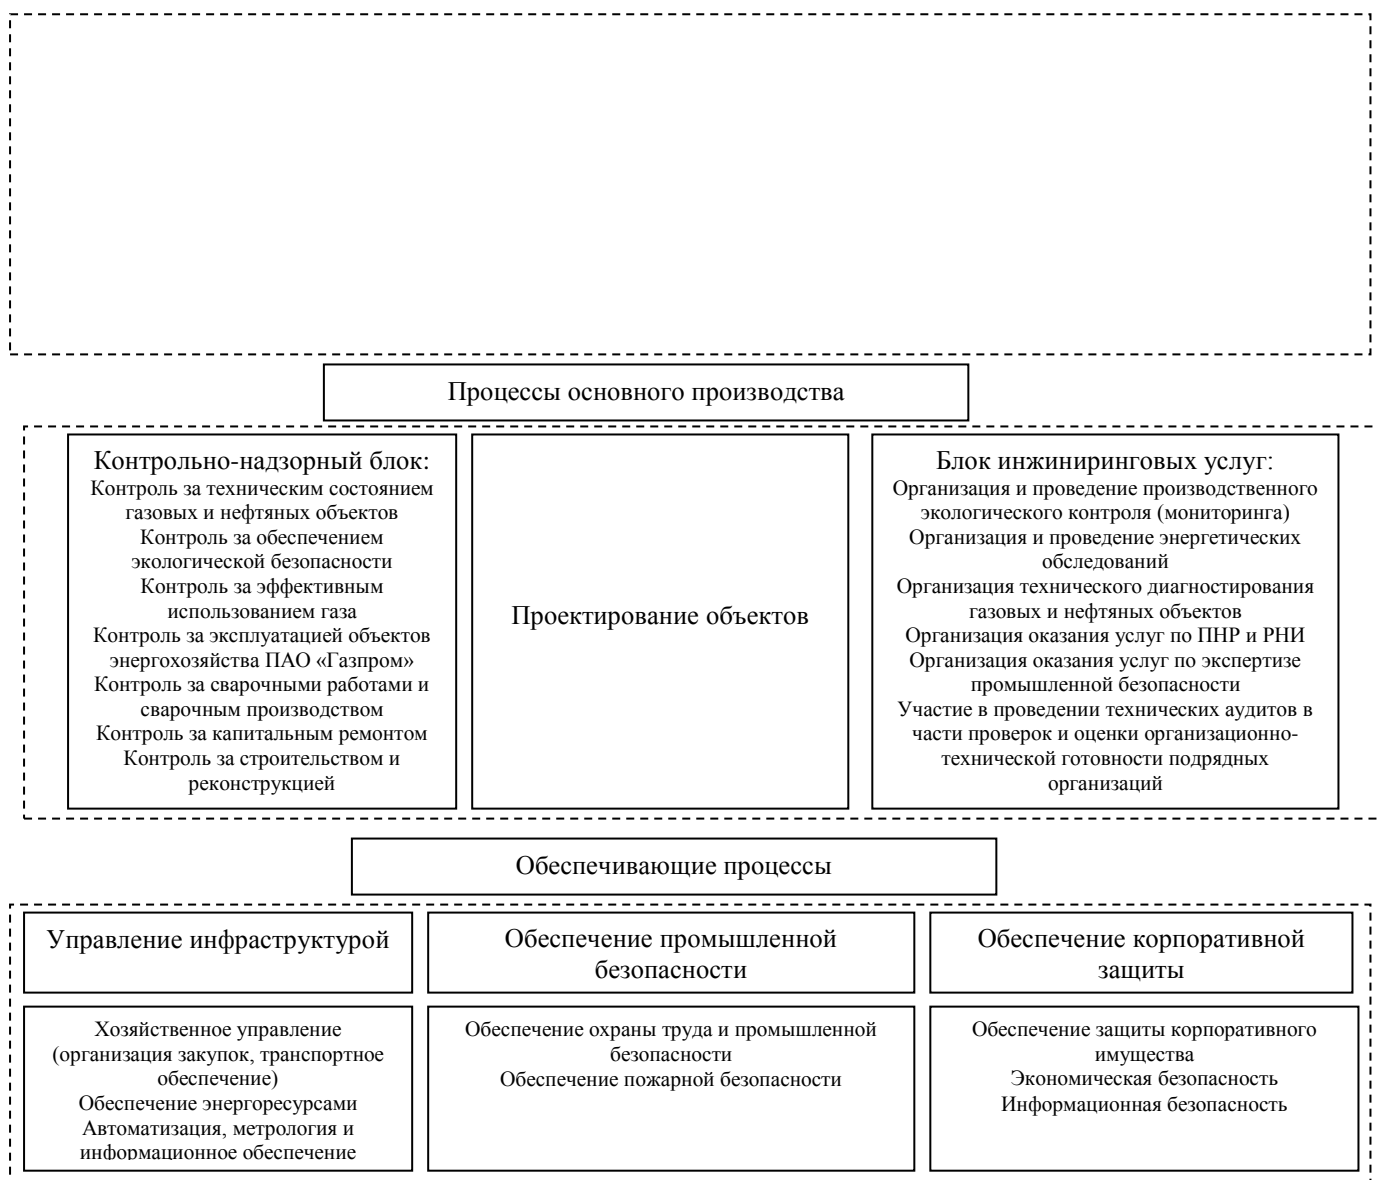 Процессы основного производства
Контрольно-надзорный блок:
Контроль за техническим состоянием
газовых и нефтяных объектов
Контроль за обеспечением
экологической безопасности
Контроль за эффективным
использованием газа
Контроль за эксплуатацией объектов
энергохозяйства ПАО «Газпром»
Контроль за сварочными работами и
сварочным производством
Контроль за капитальным ремонтом
Контроль за строительством и
реконструкцией
Проектирование объектов
Блок инжиниринговых услуг:
Организация и проведение производственного
экологического контроля (мониторинга)
Организация и проведение энергетических
обследований
Организация технического диагностирования
газовых и нефтяных объектов
Организация оказания услуг по ПНР и РНИ
Организация оказания услуг по экспертизе
промышленной безопасности
Участие в проведении технических аудитов в
части проверок и оценки организационно-
технической готовности подрядных
организаций
Обеспечивающие процессы
Управление инфраструктурой
Обеспечение промышленной
безопасности
Обеспечение корпоративной
защиты
Хозяйственное управление
(организация закупок, транспортное
обеспечение)
Обеспечение энергоресурсами
Автоматизация, метрология и
информационное обеспечение
Обеспечение охраны труда и промышленной
безопасности
Обеспечение пожарной безопасности
Обеспечение защиты корпоративного
имущества
Экономическая безопасность
Информационная безопасность